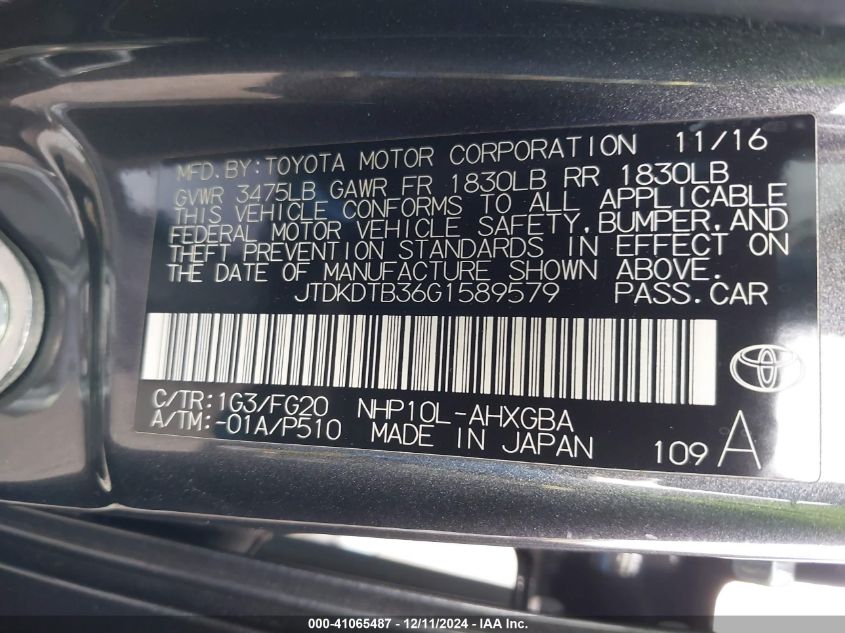 MFD.BY:TOYOTA MOTOR CORPORATION 11/16
GVWR 3475LB GAWR FR 1830LB RR 1830LB
THIS VEHICLE CONFORMS TO ALL APPLICABLE
FEDERAL MOTOR VEHICLE SAFETY,BUMPER,AND
THEFT PREVENTION STANDARDS IN EFFECT ON
THE DATE OF MANUFACTURE SHOWN ABOVE.
JTDKDTB36G1589579 PASS.CAR
C/TR:1G3/FG20 NHP10L-AHXGBA
A/TM:-01A/P510 MADE IN JAPAN 109 A
000-41065487 - 12/11/2024 - IAA Inc.